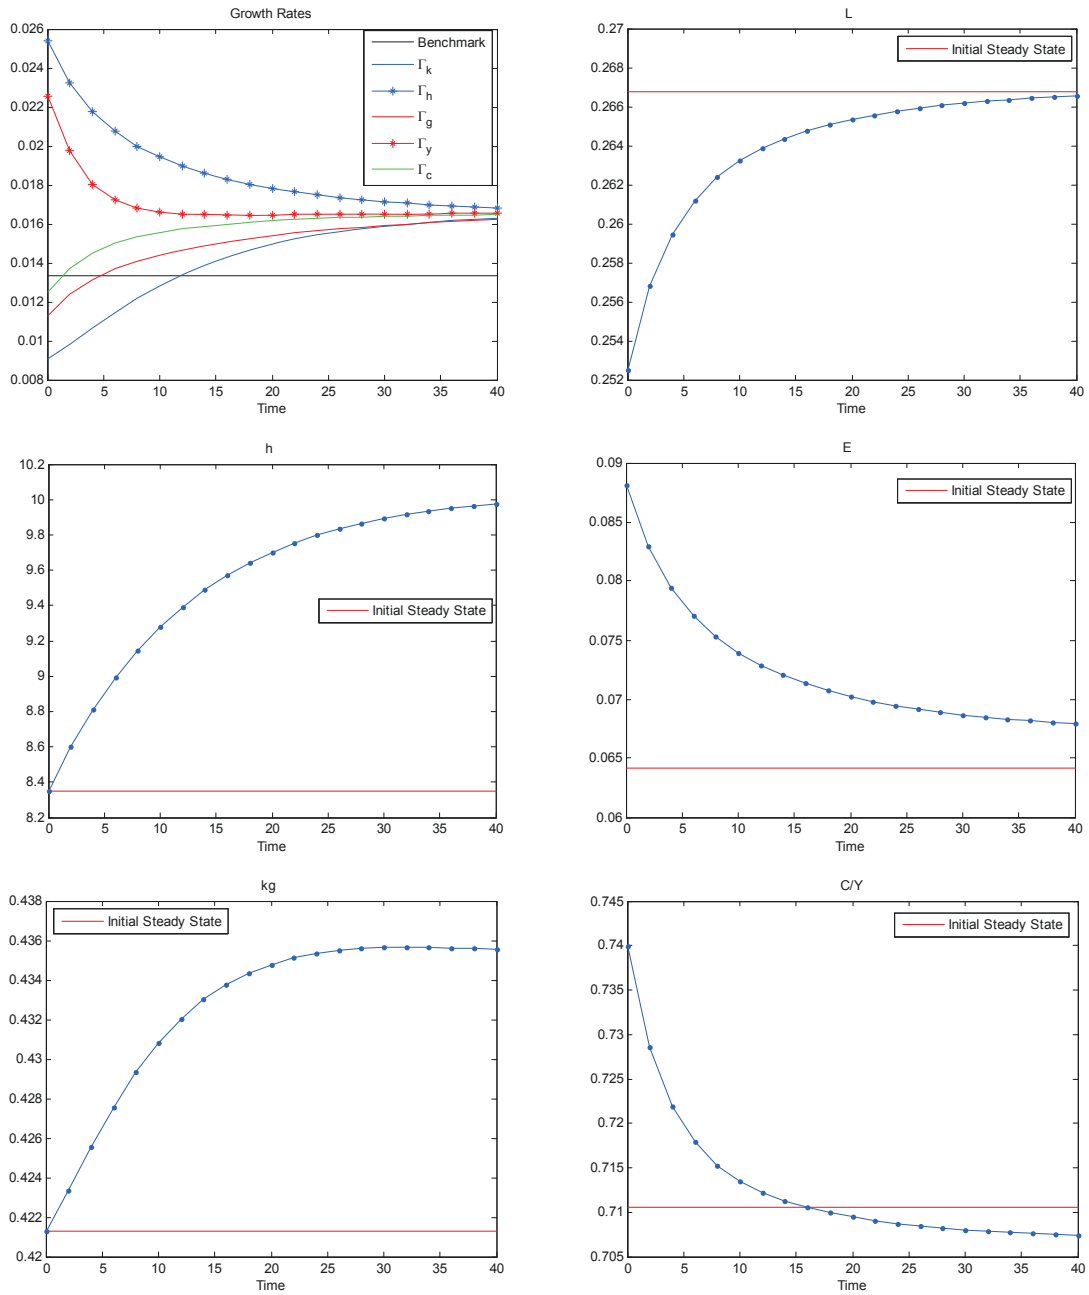 Growth Rates
0.026
0.024
0.022
0.02
0.018
0.016
0.014
0.012
0.01
0.008
0 5 10 15 20 25 30 35 40
Time
Benchmark
Γk
Γh
Γg
Γy
Γc
L
0.27
0.268
0.266
0.264
0.262
0.26
0.258
0.256
0.254
0.252
0 5 10 15 20 25 30 35 40
Time
Initial Steady State
h
10.2
10
9.8
9.6
9.4
9.2
9
8.8
8.6
8.4
8.2
0 5 10 15 20 25 30 35 40
Time
Initial Steady State
E
0.09
0.085
0.08
0.075
0.07
0.065
0.06
0 5 10 15 20 25 30 35 40
Time
Initial Steady State
kg
0.438
0.436
0.434
0.432
0.43
0.428
0.426
0.424
0.422
0.42
0 5 10 15 20 25 30 35 40
Time
Initial Steady State
C/Y
0.745
0.74
0.735
0.73
0.725
0.72
0.715
0.71
0.705
0 5 10 15 20 25 30 35 40
Time
Initial Steady State